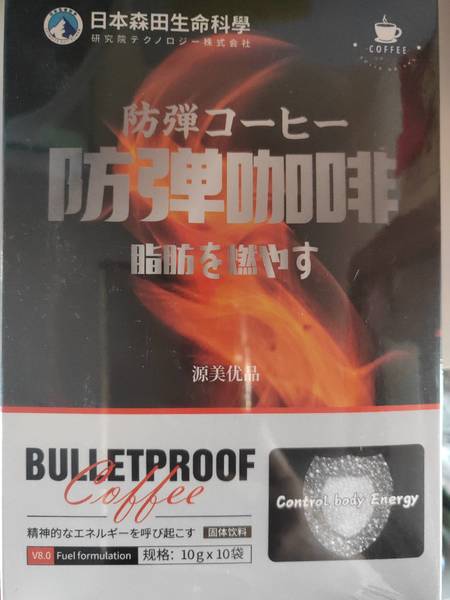 日本森田生命科學
研究院テクノロジー株式会社
COFFEE
防弾コーヒー
防弹咖啡
脂肪を燃やす
源美优品
BULLETPROOF
Coffee
Control body Energy
精神的なエネルギーを呼び起こす 固体饮料
V8.0 Fuel formulation 规格：10g×10袋